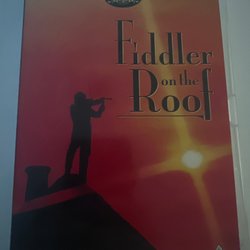 Fiddler
on the
Roof